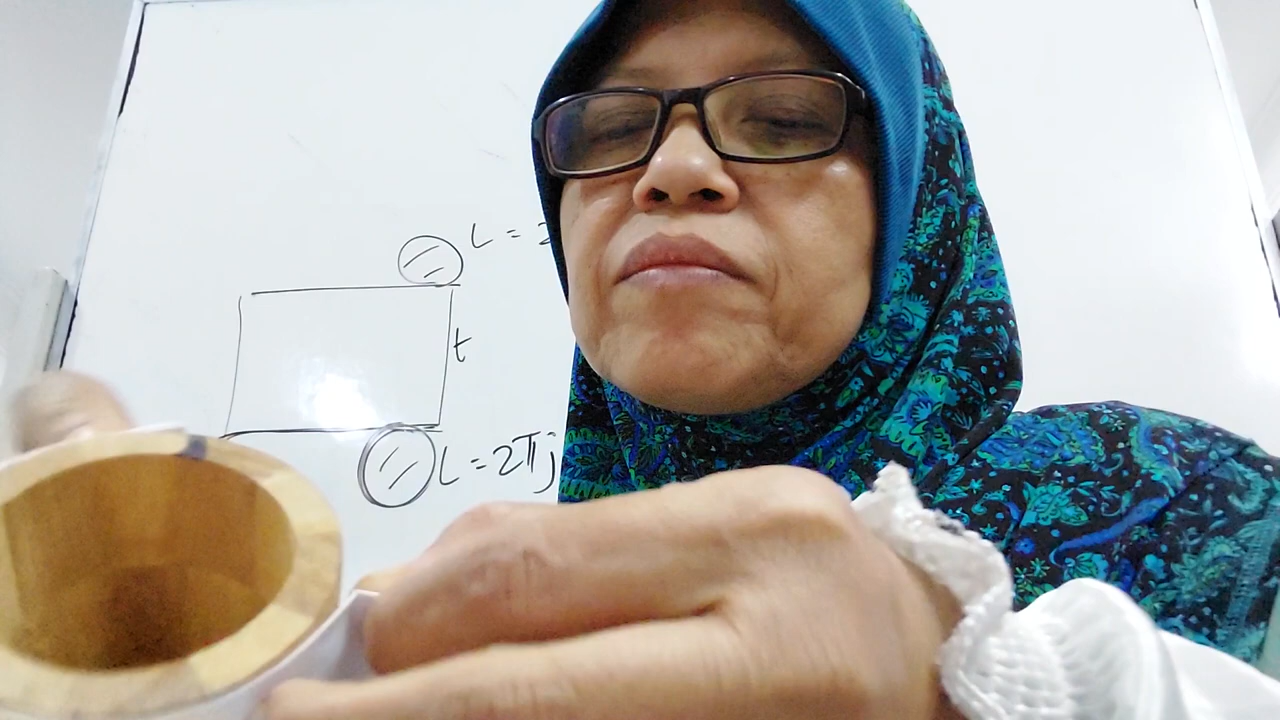 L = 2
t
L = 2πj